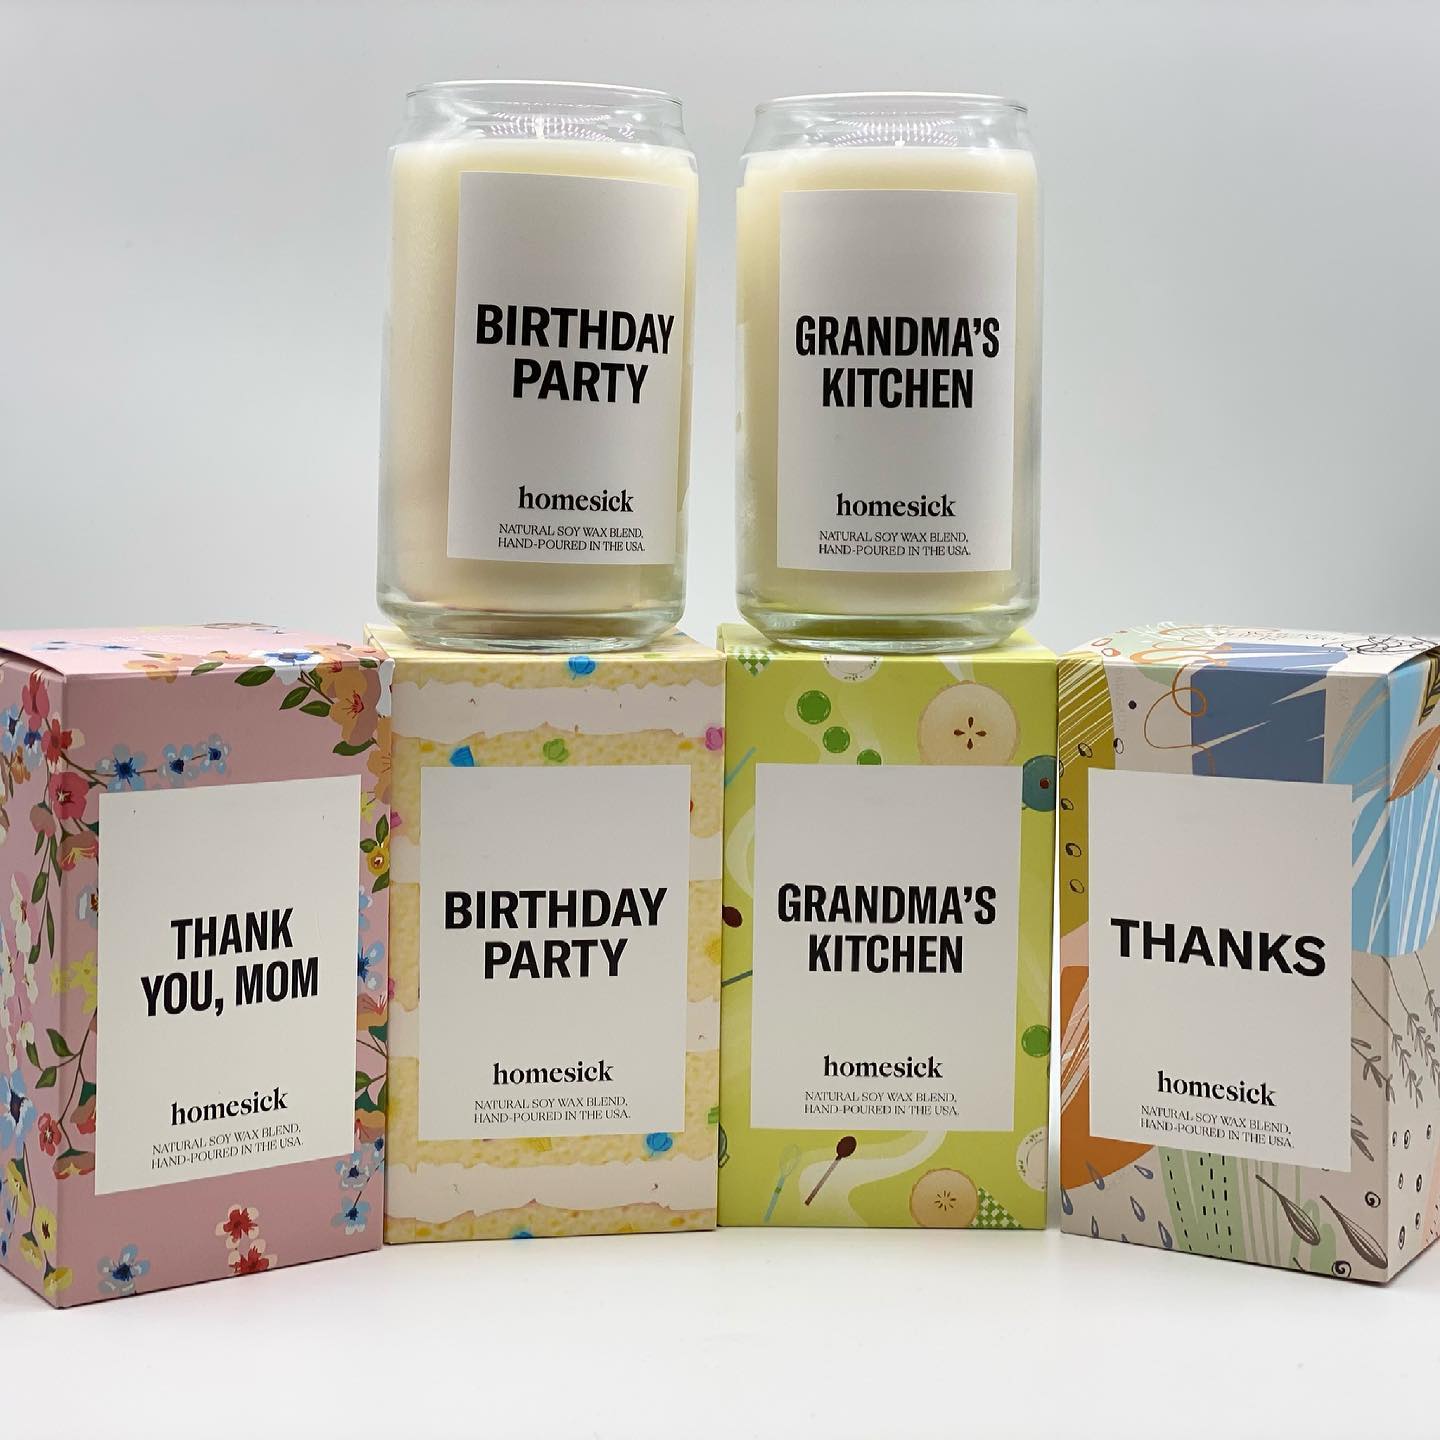 BIRTHDAY
PARTY
homesick
NATURAL SOY WAX BLEND,
HAND-POURED IN THE USA.
GRANDMA'S
KITCHEN
homesick
NATURAL SOY WAX BLEND,
HAND-POURED IN THE USA.
THANK
YOU, MOM
homesick
NATURAL SOY WAX BLEND,
HAND-POURED IN THE USA.
BIRTHDAY
PARTY
homesick
NATURAL SOY WAX BLEND,
HAND-POURED IN THE USA.
GRANDMA'S
KITCHEN
homesick
NATURAL SOY WAX BLEND,
HAND-POURED IN THE USA.
THANKS
homesick
NATURAL SOY WAX BLEND,
HAND-POURED IN THE USA.